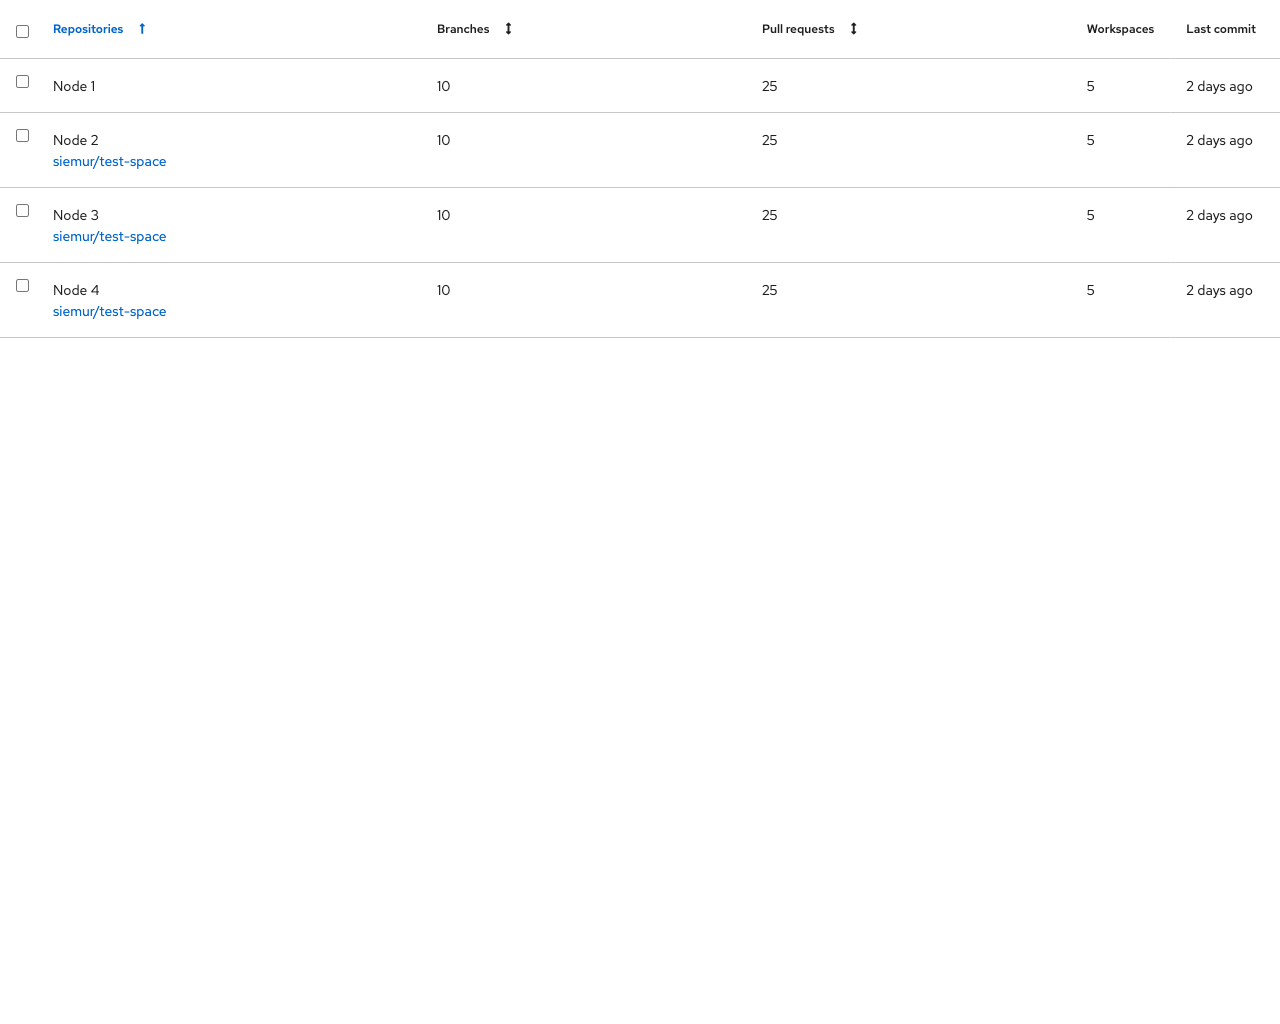 Repositories Branches Pull requests Workspaces Last commit
Node 1 10 25 5 2 days ago
Node 2 10 25 5 2 days ago
siemur/test-space
Node 3 10 25 5 2 days ago
siemur/test-space
Node 4 10 25 5 2 days ago
siemur/test-space